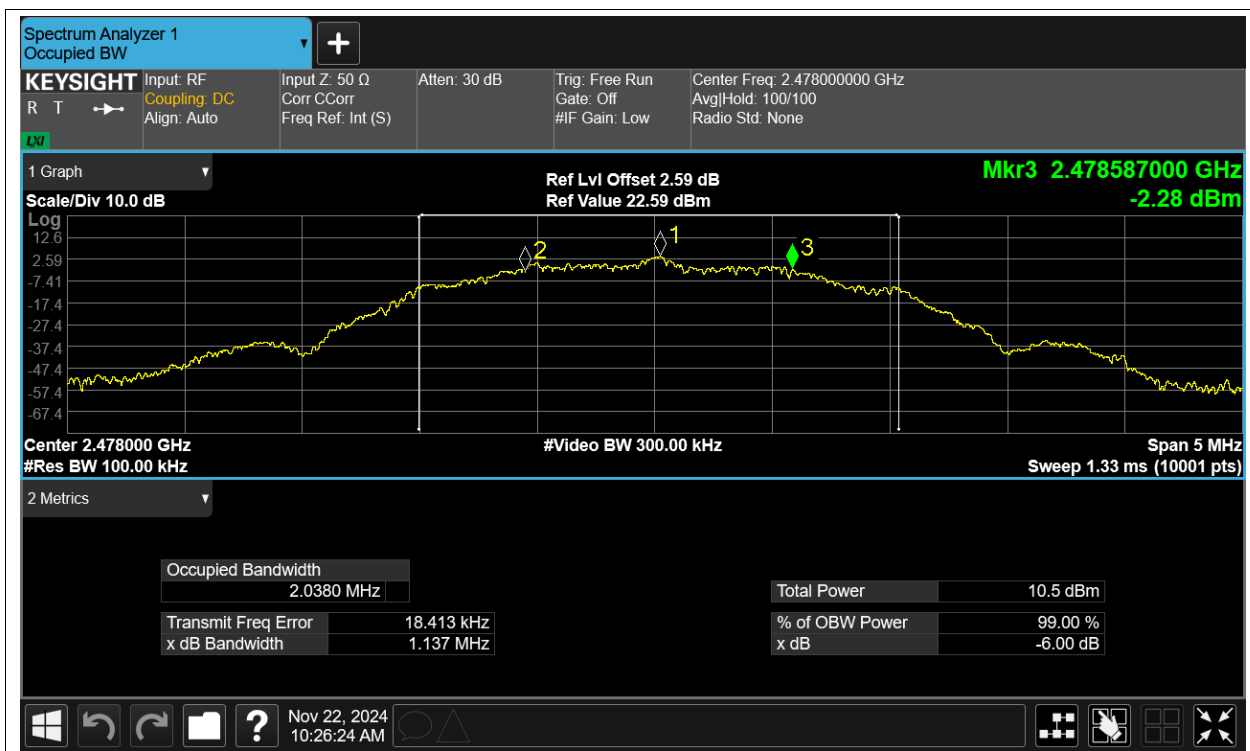 Spectrum Analyzer 1
Occupied BW
KEYSIGHT
R T
LXI
Input: RF
Coupling: DC
Align: Auto
Input Z: 50 Ω
Corr CCorr
Freq Ref: Int (S)
Atten: 30 dB
Trig: Free Run
Gate: Off
#IF Gain: Low
Center Freq: 2.478000000 GHz
Avg|Hold: 100/100
Radio Std: None
1 Graph
Scale/Div 10.0 dB
Ref Lvl Offset 2.59 dB
Ref Value 22.59 dBm
Mkr3 2.478587000 GHz
-2.28 dBm
Log
12.6
2.59
-7.41
-17.4
-27.4
-37.4
-47.4
-57.4
-67.4
2
1
3
Center 2.478000 GHz
#Video BW 300.00 kHz
Span 5 MHz
#Res BW 100.00 kHz
Sweep 1.33 ms (10001 pts)
2 Metrics
Occupied Bandwidth
2.0380 MHz
Total Power 10.5 dBm
Transmit Freq Error 18.413 kHz
% of OBW Power 99.00 %
x dB Bandwidth 1.137 MHz
x dB -6.00 dB
?
Nov 22, 2024
10:26:24 AM